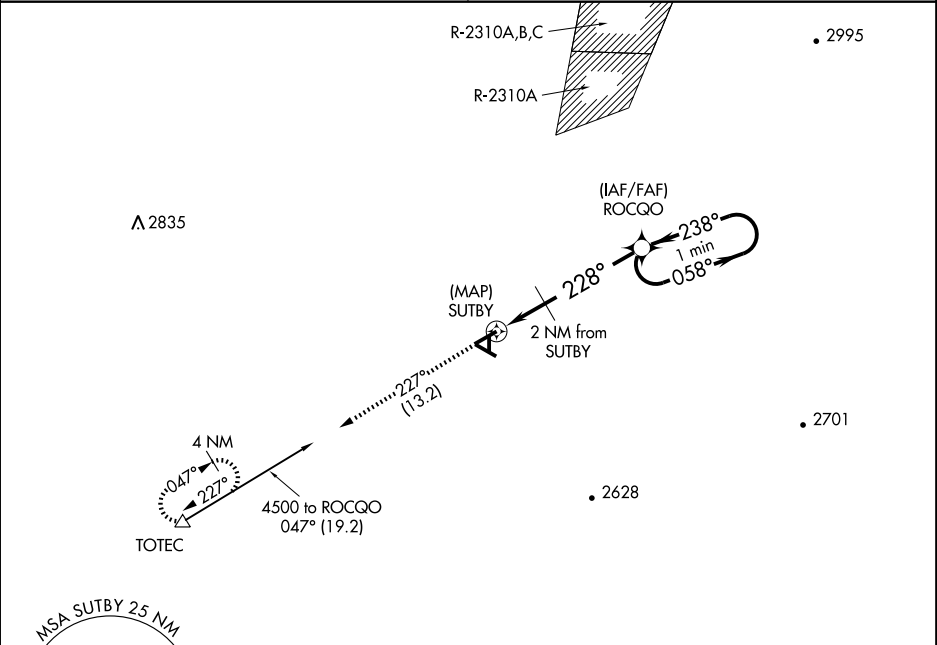 R-2310A,B,C
2995
R-2310A
(IAF/FAF)
ROCQO
2835
238°
1 min
058°
228°
(MAP)
SUTBY
2 NM from
SUTBY
227°
(13.2)
2701
4 NM
047°
227°
2628
4500 to ROCQO
047° (19.2)
TOTEC
MSA SUTBY 25 NM